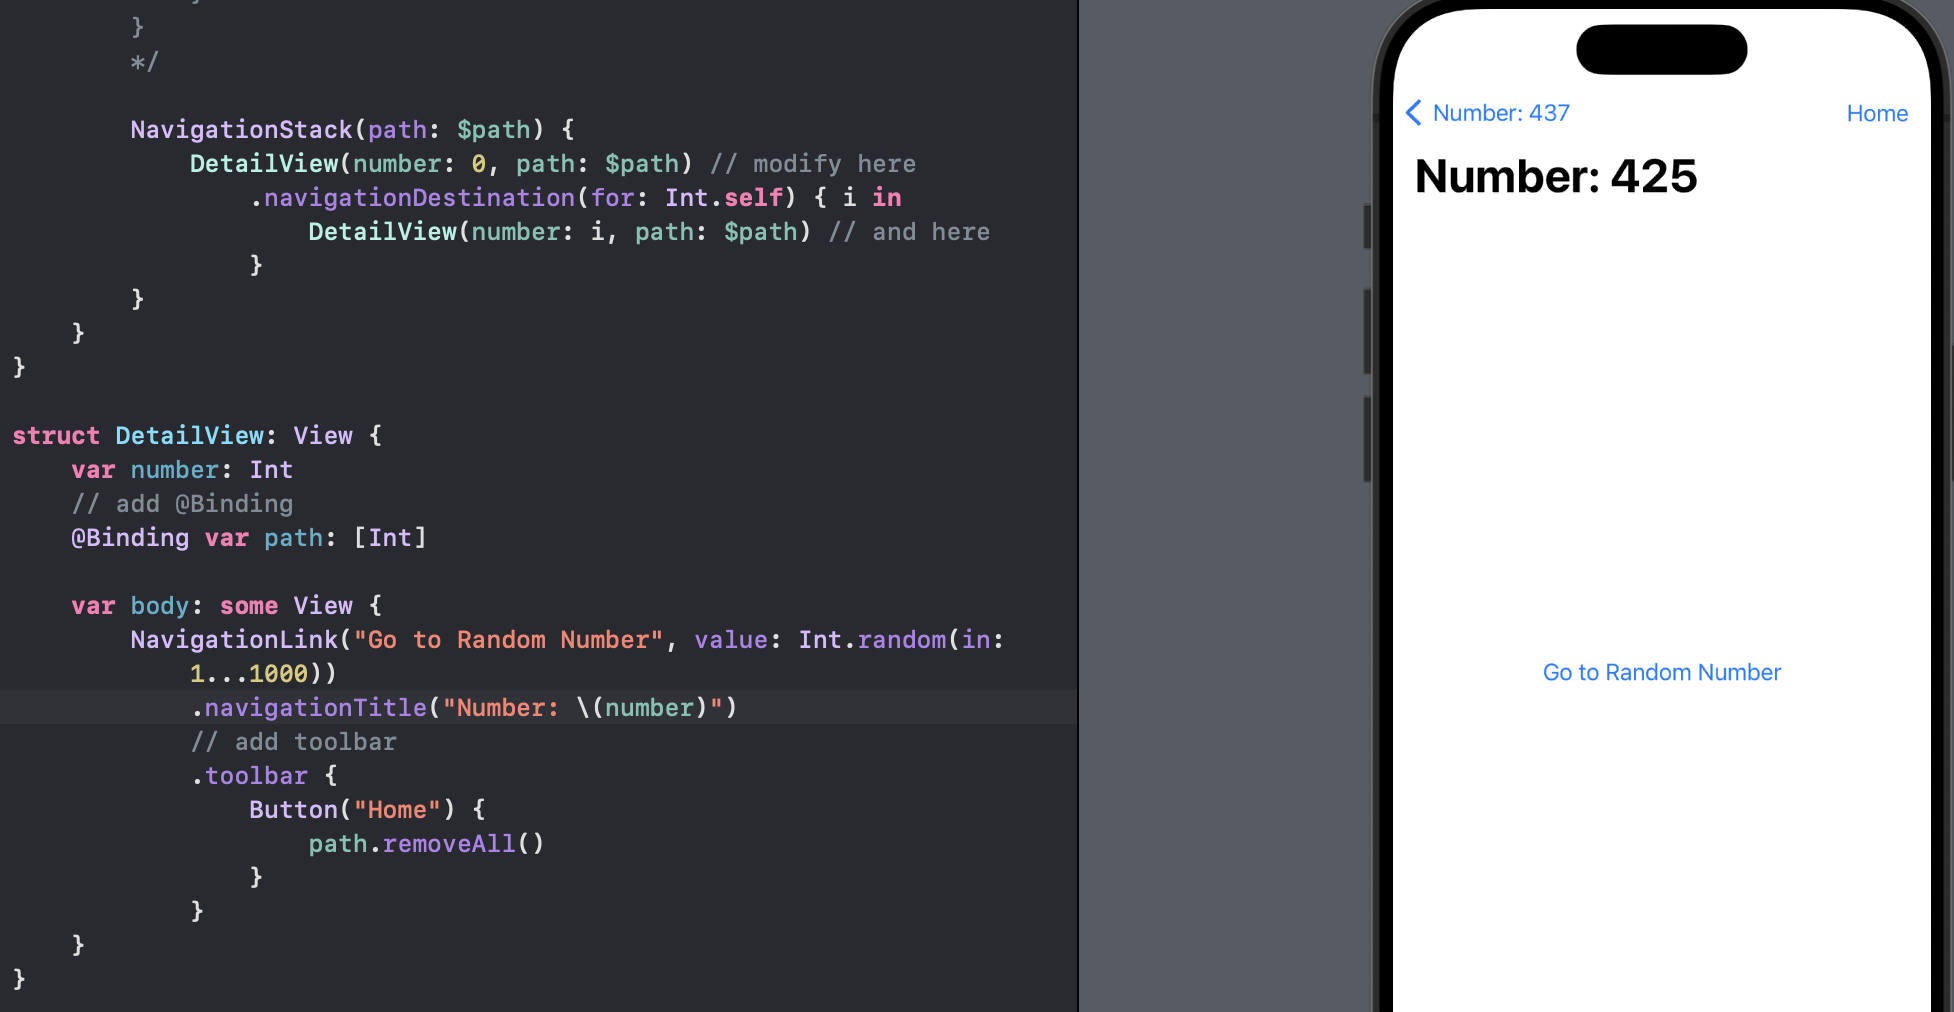 }
*/
NavigationStack(path: $path) {
DetailView(number: 0, path: $path) // modify here
.navigationDestination(for: Int.self) { i in
DetailView(number: i, path: $path) // and here
}
}
}
}
struct DetailView: View {
var number: Int
// add @Binding
@Binding var path: [Int]
var body: some View {
NavigationLink("Go to Random Number", value: Int.random(in:
1...1000))
.navigationTitle("Number: \(number)")
// add toolbar
.toolbar {
Button("Home") {
path.removeAll()
}
}
}
}
Number: 437
Home
Number: 425
Go to Random Number